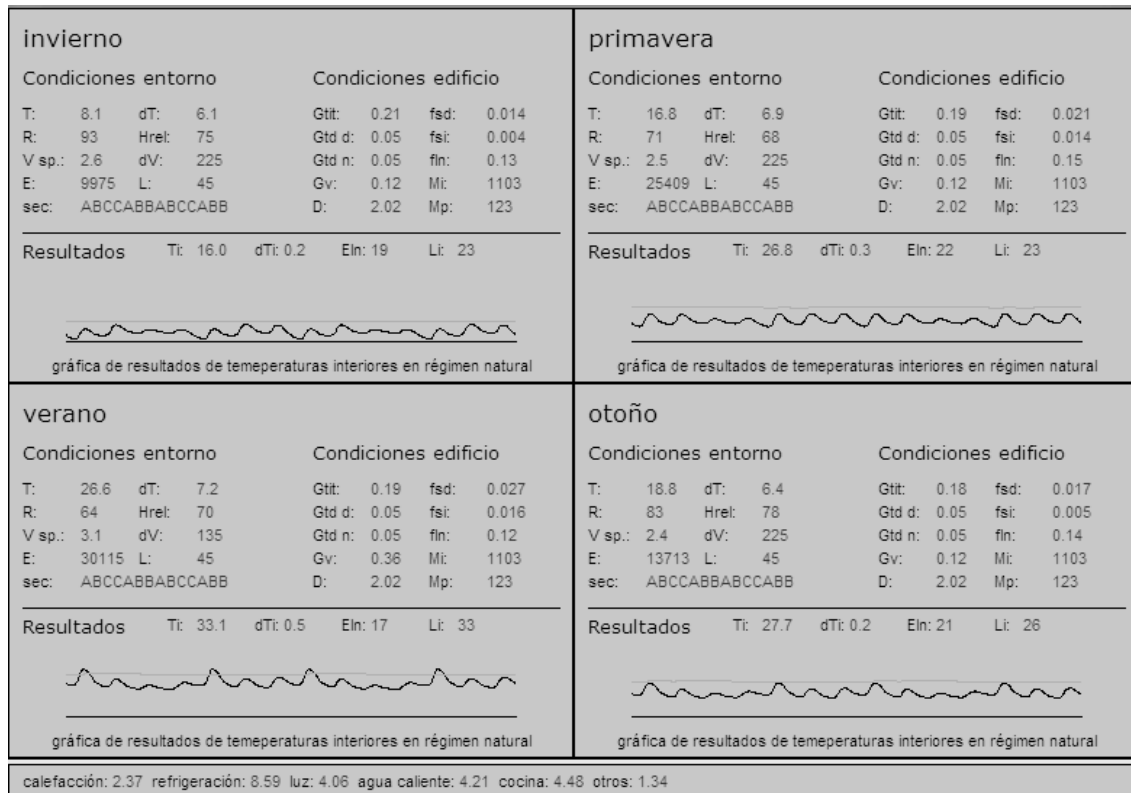 invierno
Condiciones entorno Condiciones edificio
T: 8.1 dT: 6.1 Gtit: 0.21 fsd: 0.014
R: 93 Hrel: 75 Gtd d: 0.05 fsi: 0.004
V sp.: 2.6 dV: 225 Gtd n: 0.05 fln: 0.13
E: 9975 L: 45 Gv: 0.12 Mi: 1103
sec: ABCCABBABCCABB D: 2.02 Mp: 123
Resultados Ti: 16.0 dTi: 0.2 Eln: 19 Li: 23
gráfica de resultados de temeperaturas interiores en régimen natural
primavera
Condiciones entorno Condiciones edificio
T: 16.8 dT: 6.9 Gtit: 0.19 fsd: 0.021
R: 71 Hrel: 68 Gtd d: 0.05 fsi: 0.014
V sp.: 2.5 dV: 225 Gtd n: 0.05 fln: 0.15
E: 25409 L: 45 Gv: 0.12 Mi: 1103
sec: ABCCABBABCCABB D: 2.02 Mp: 123
Resultados Ti: 26.8 dTi: 0.3 Eln: 22 Li: 23
gráfica de resultados de temeperaturas interiores en régimen natural
verano
Condiciones entorno Condiciones edificio
T: 26.6 dT: 7.2 Gtit: 0.19 fsd: 0.027
R: 64 Hrel: 70 Gtd d: 0.05 fsi: 0.016
V sp.: 3.1 dV: 135 Gtd n: 0.05 fln: 0.12
E: 30115 L: 45 Gv: 0.36 Mi: 1103
sec: ABCCABBABCCABB D: 2.02 Mp: 123
Resultados Ti: 33.1 dTi: 0.5 Eln: 17 Li: 33
gráfica de resultados de temeperaturas interiores en régimen natural
otoño
Condiciones entorno Condiciones edificio
T: 18.8 dT: 6.4 Gtit: 0.18 fsd: 0.017
R: 83 Hrel: 78 Gtd d: 0.05 fsi: 0.005
V sp.: 2.4 dV: 225 Gtd n: 0.05 fln: 0.14
E: 13713 L: 45 Gv: 0.12 Mi: 1103
sec: ABCCABBABCCABB D: 2.02 Mp: 123
Resultados Ti: 27.7 dTi: 0.2 Eln: 21 Li: 26
gráfica de resultados de temeperaturas interiores en régimen natural
calefacción: 2.37 refrigeración: 8.59 luz: 4.06 agua caliente: 4.21 cocina: 4.48 otros: 1.34